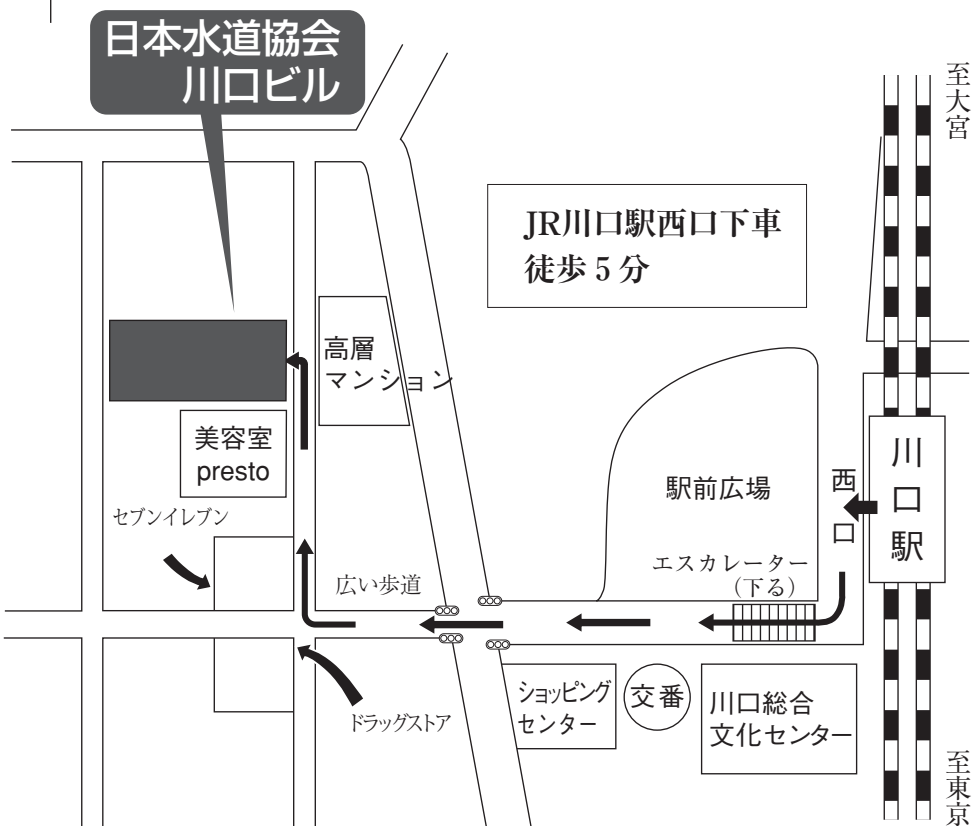 日本水道協会
川口ビル
至大宮
JR川口駅西口下車
徒歩5分
高層
マンション
美容室
presto
川口駅
西口
駅前広場
セブンイレブン
エスカレーター
(下る)
広い歩道
ショッピング
センター
交番
川口総合
文化センター
ドラッグストア
至東京